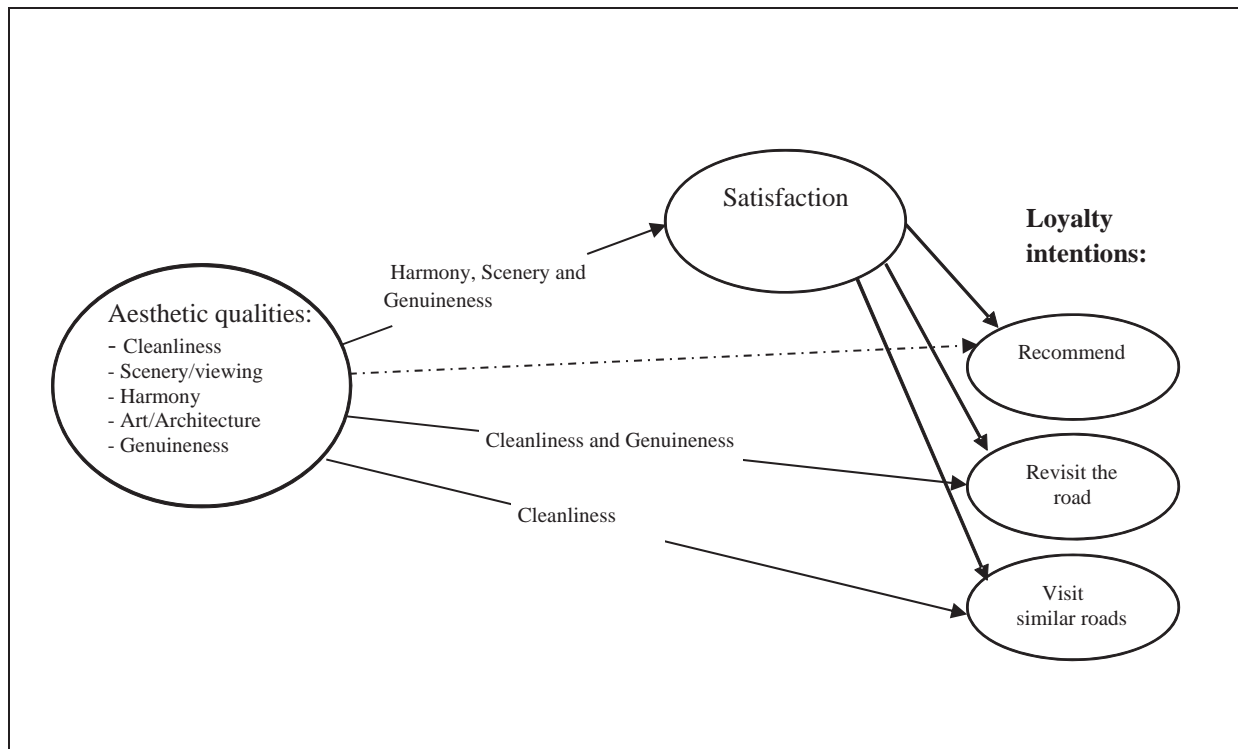 Satisfaction
Loyalty
intentions:
Harmony, Scenery and
Genuineness
Aesthetic qualities:
- Cleanliness
- Scenery/viewing
- Harmony
- Art/Architecture
- Genuineness
Recommend
Cleanliness and Genuineness
Revisit the
road
Cleanliness
Visit
similar roads